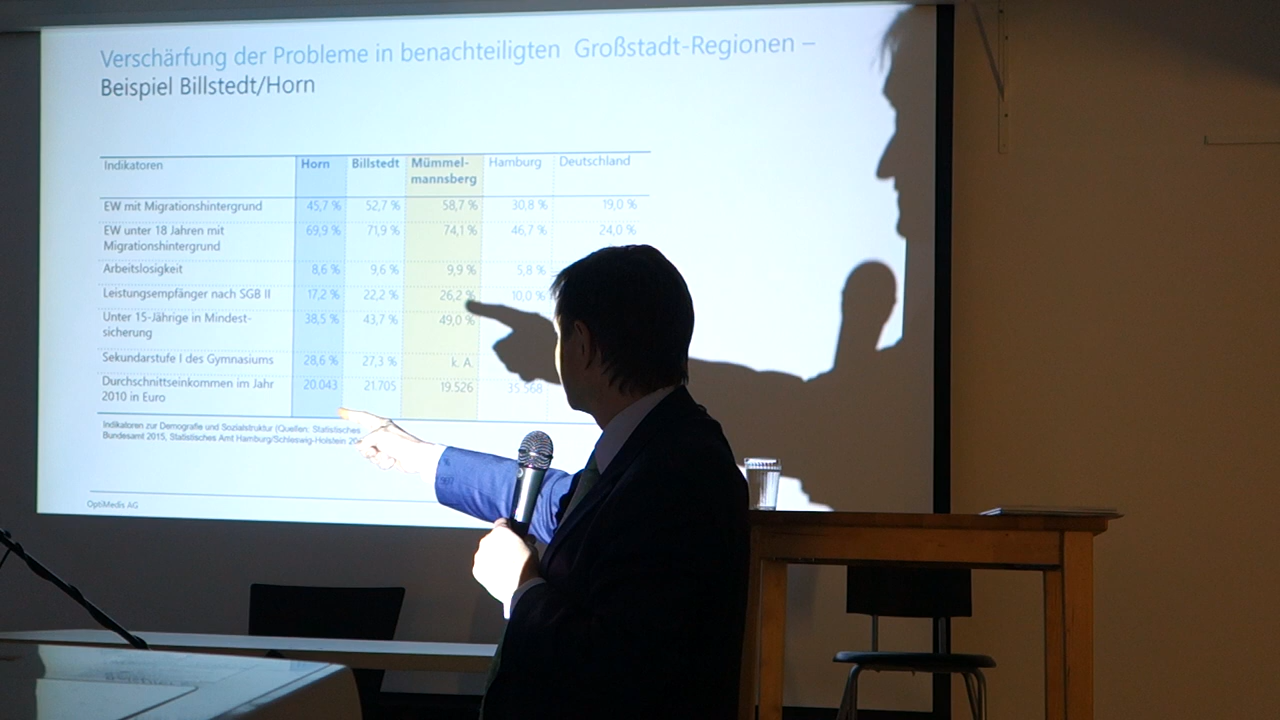 Verschärfung der Probleme in benachteiligten Großstadt-Regionen –
Beispiel Billstedt/Horn
Indikatoren Horn Billstedt Mümmel- Hamburg Deutschland
mannsberg
EW mit Migrationshintergrund 45,7 % 52,7 % 58,7 % 30,8 % 19,0 %
EW unter 18 Jahren mit 69,9 % 71,9 % 74,1 % 46,7 % 24,0 %
Migrationshintergrund
Arbeitslosigkeit 8,6 % 9,6 % 9,9 % 5,8 %
Leistungsempfänger nach SGB II 17,2 % 22,2 % 26,2 % 10,0 %
Unter 15-Jährige in Mindest- 38,5 % 43,7 % 49,0 %
sicherung
Sekundarstufe I des Gymnasiums 28,6 % 27,3 % k. A.
Durchschnittseinkommen im Jahr 20.043 21.705 19.526 35.568
2010 in Euro
Indikatoren zur Demografie und Sozialstruktur (Quellen: Statistisches
Bundesamt 2015, Statistisches Amt Hamburg/Schleswig-Holstein
OptiMedis AG